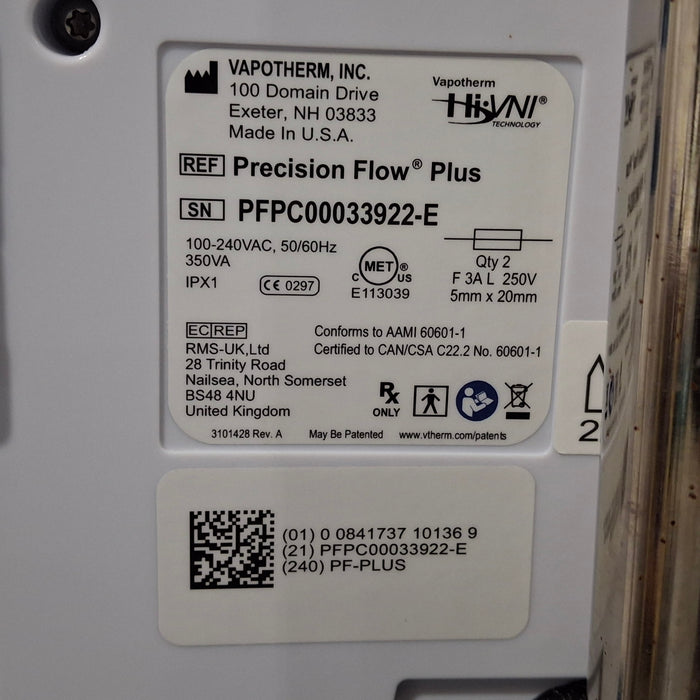 VAPOTHERM, INC.
100 Domain Drive
Exeter, NH 03833
Made In U.S.A.
Vapotherm
Hi-VNI®
TECHNOLOGY
REF Precision Flow® Plus
SN PFPC00033922-E
100-240VAC, 50/60Hz
350VA
IPX1
CE 0297
C MET ® US
E113039
Qty 2
F 3A L 250V
5mm x 20mm
EC REP
RMS-UK,Ltd
28 Trinity Road
Nailsea, North Somerset
BS48 4NU
United Kingdom
Conforms to AAMI 60601-1
Certified to CAN/CSA C22.2 No. 60601-1
Rx
ONLY
3101428 Rev. A May Be Patented www.vtherm.com/patents
2
(01) 0 0841737 10136 9
(21) PFPC00033922-E
(240) PF-PLUS